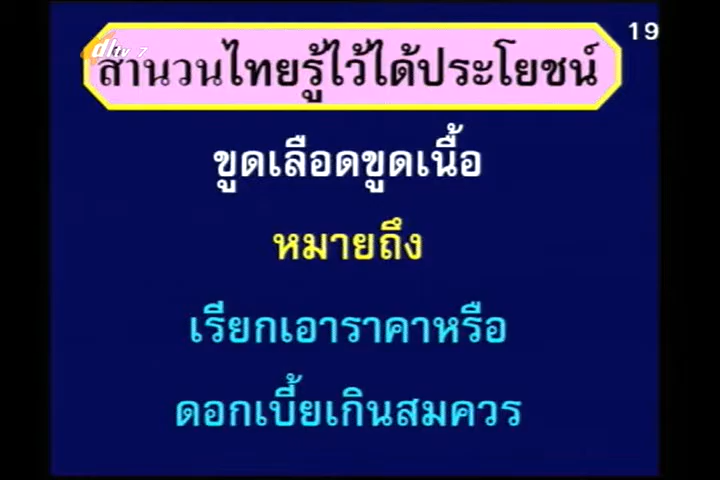 19
dltv 7
สำนวนไทยรู้ไว้ได้ประโยชน์
ขูดเลือดขูดเนื้อ
หมายถึง
เรียกเอาราคาหรือ
ดอกเบี้ยเกินสมควร